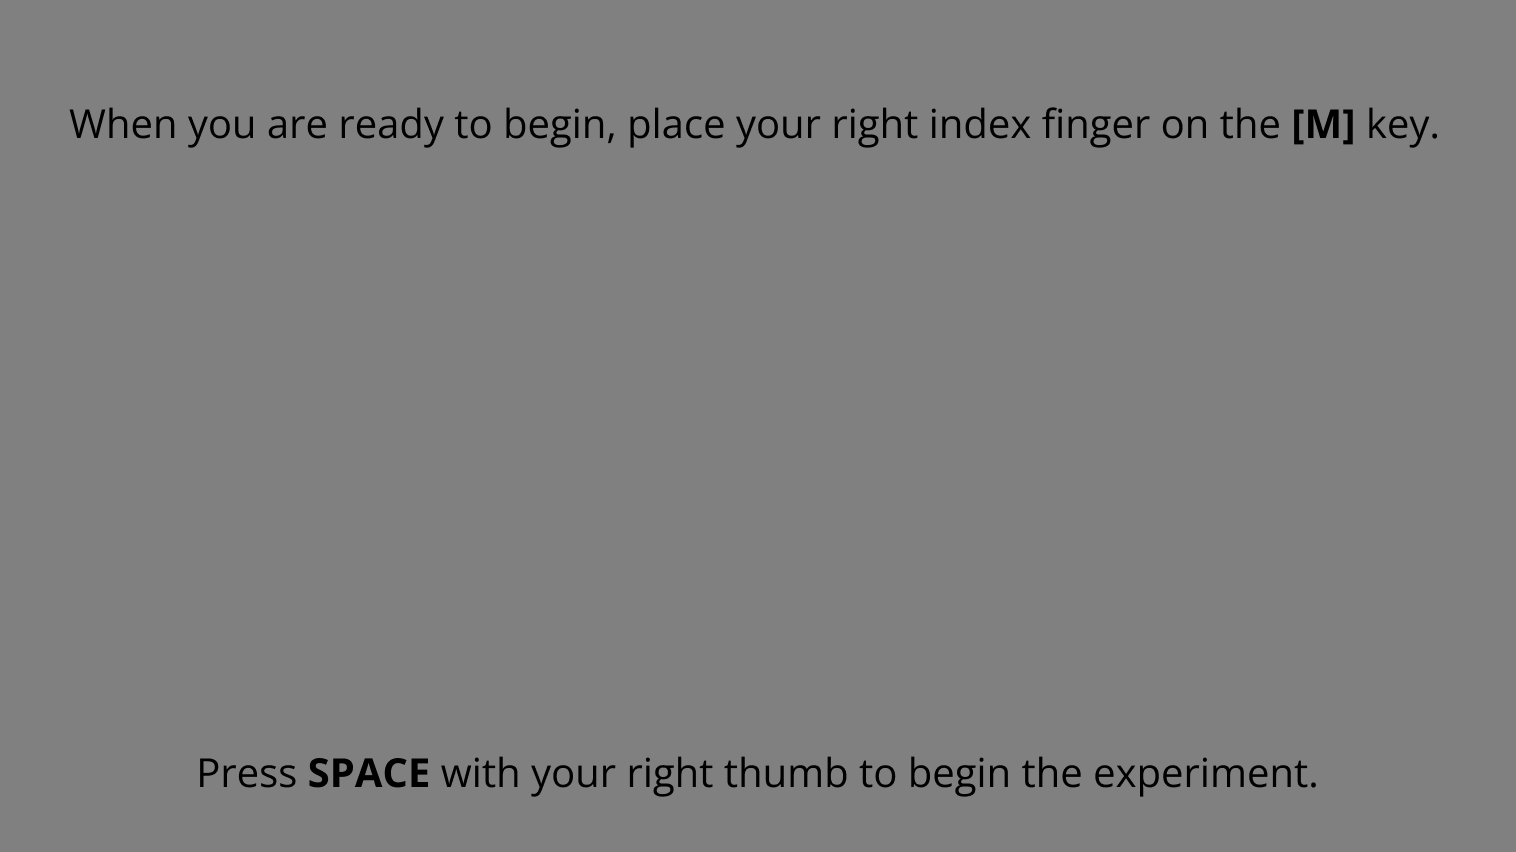 When you are ready to begin, place your right index finger on the [M] key.
Press SPACE with your right thumb to begin the experiment.